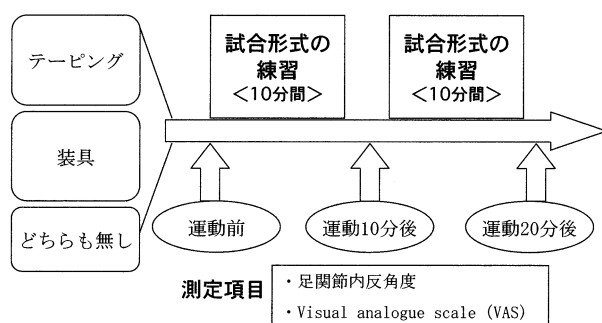 テーピング
装具
どちらも無し
試合形式の
練習
＜10分間＞
試合形式の
練習
＜10分間＞
運動前
運動10分後
運動20分後
測定項目
・足関節内反角度
・Visual analogue scale (VAS)